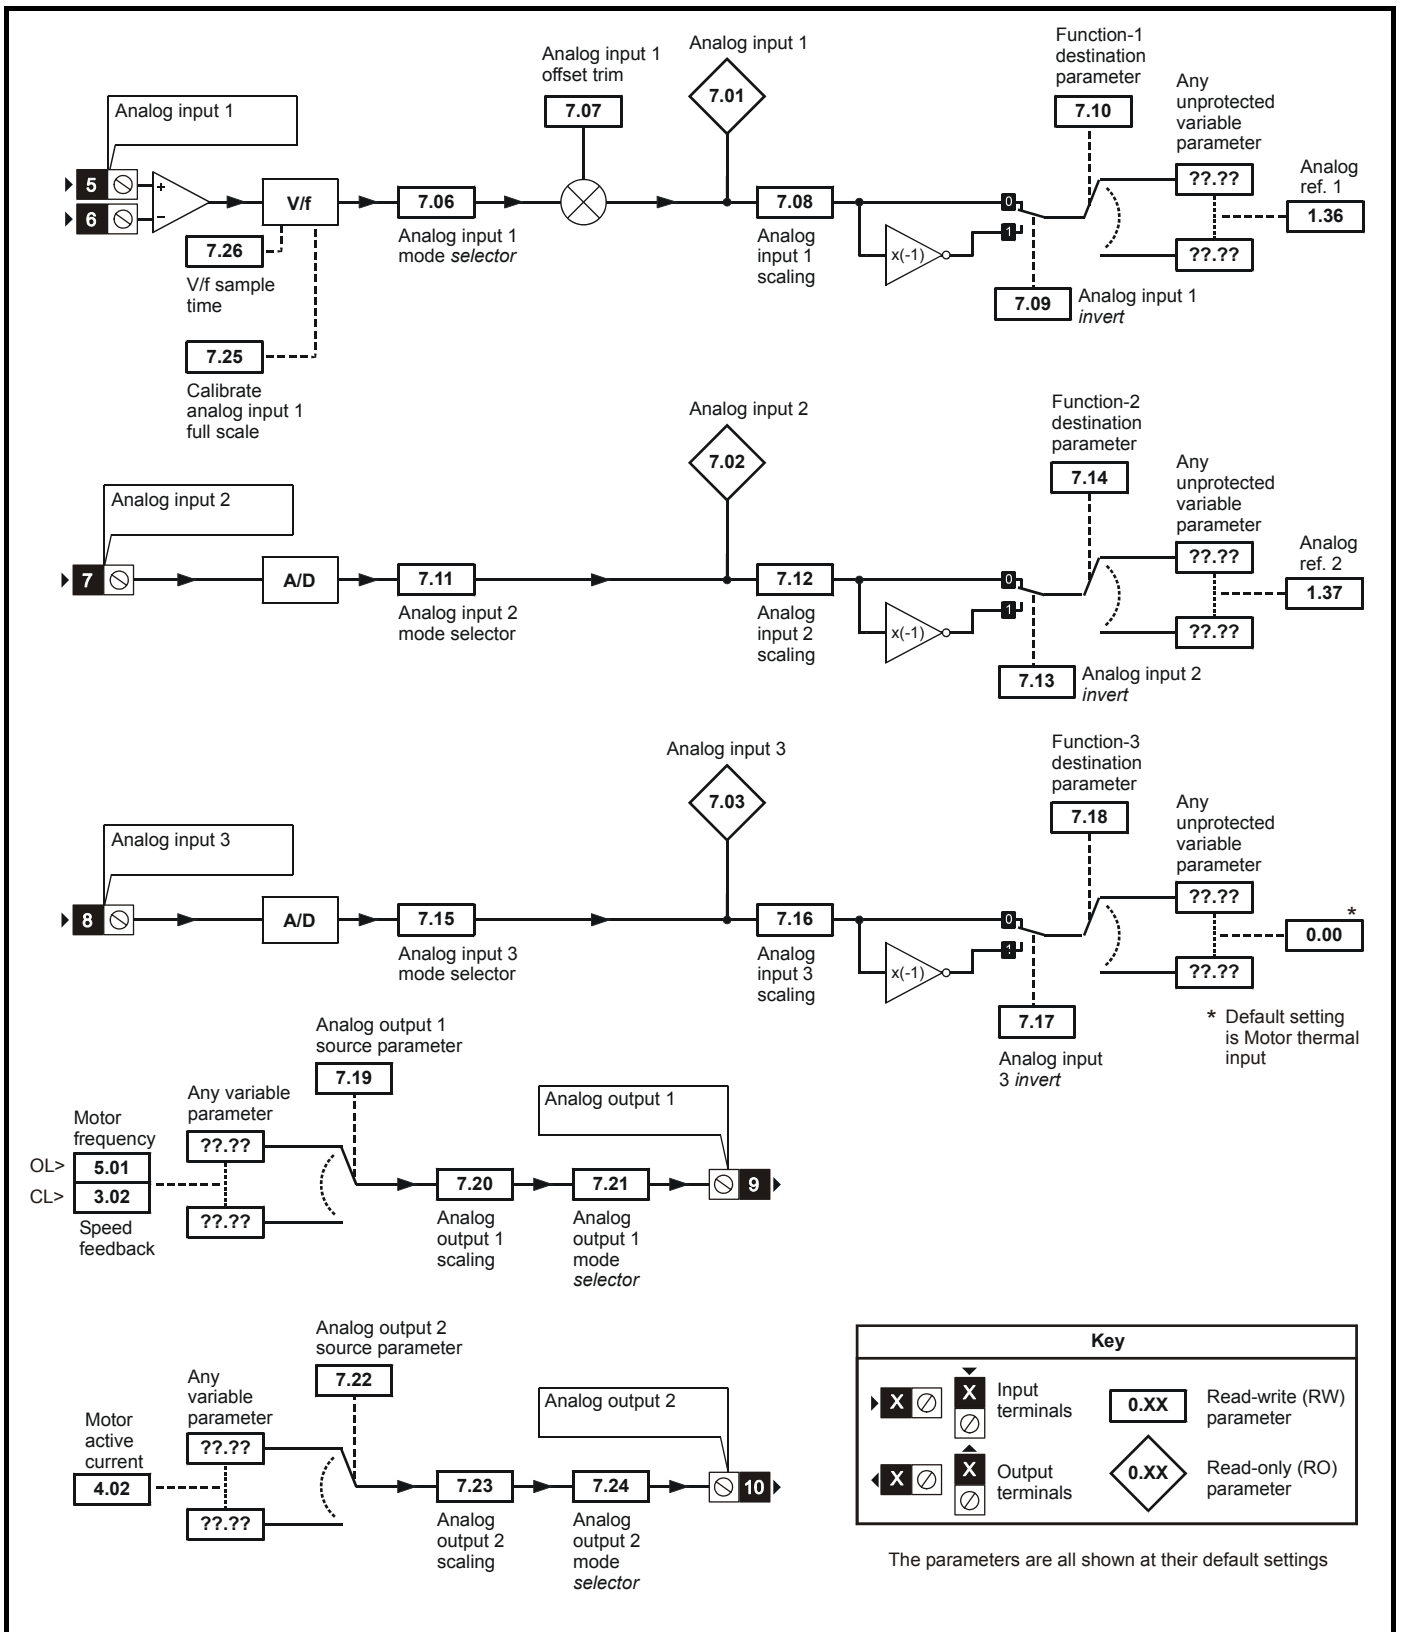 Analog input 1
5
6
+
−
V/f
7.26
V/f sample
time
7.25
Calibrate
analog input 1
full scale
7.06
Analog input 1
mode selector
Analog input 1
offset trim
7.07
Analog input 1
7.01
7.08
Analog
input 1
scaling
x(-1)
0
1
7.09
Analog input 1
invert
Function-1
destination
parameter
7.10
Any
unprotected
variable
parameter
??.??
??.??
Analog
ref. 1
1.36
Analog input 2
7
A/D
7.11
Analog input 2
mode selector
Analog input 2
7.02
7.12
Analog
input 2
scaling
x(-1)
0
1
7.13
Analog input 2
invert
Function-2
destination
parameter
7.14
Any
unprotected
variable
parameter
??.??
??.??
Analog
ref. 2
1.37
Analog input 3
8
A/D
7.15
Analog input 3
mode selector
Analog input 3
7.03
7.16
Analog
input 3
scaling
x(-1)
0
1
7.17
Analog input
3 invert
Function-3
destination
parameter
7.18
Any
unprotected
variable
parameter
??.??
??.??
*
0.00
* Default setting
is Motor thermal
input
Analog output 1
source parameter
7.19
Any variable
parameter
??.??
??.??
Motor
frequency
OL> 5.01
CL> 3.02
Speed
feedback
7.20
Analog
output 1
scaling
7.21
Analog
output 1
mode
selector
Analog output 1
9
Analog output 2
source parameter
7.22
Any
variable
parameter
??.??
??.??
Motor
active
current
4.02
7.23
Analog
output 2
scaling
7.24
Analog
output 2
mode
selector
Analog output 2
10
Key
X
X
Input
terminals
0.XX
Read-write (RW)
parameter
X
X
Output
terminals
0.XX
Read-only (RO)
parameter
The parameters are all shown at their default settings